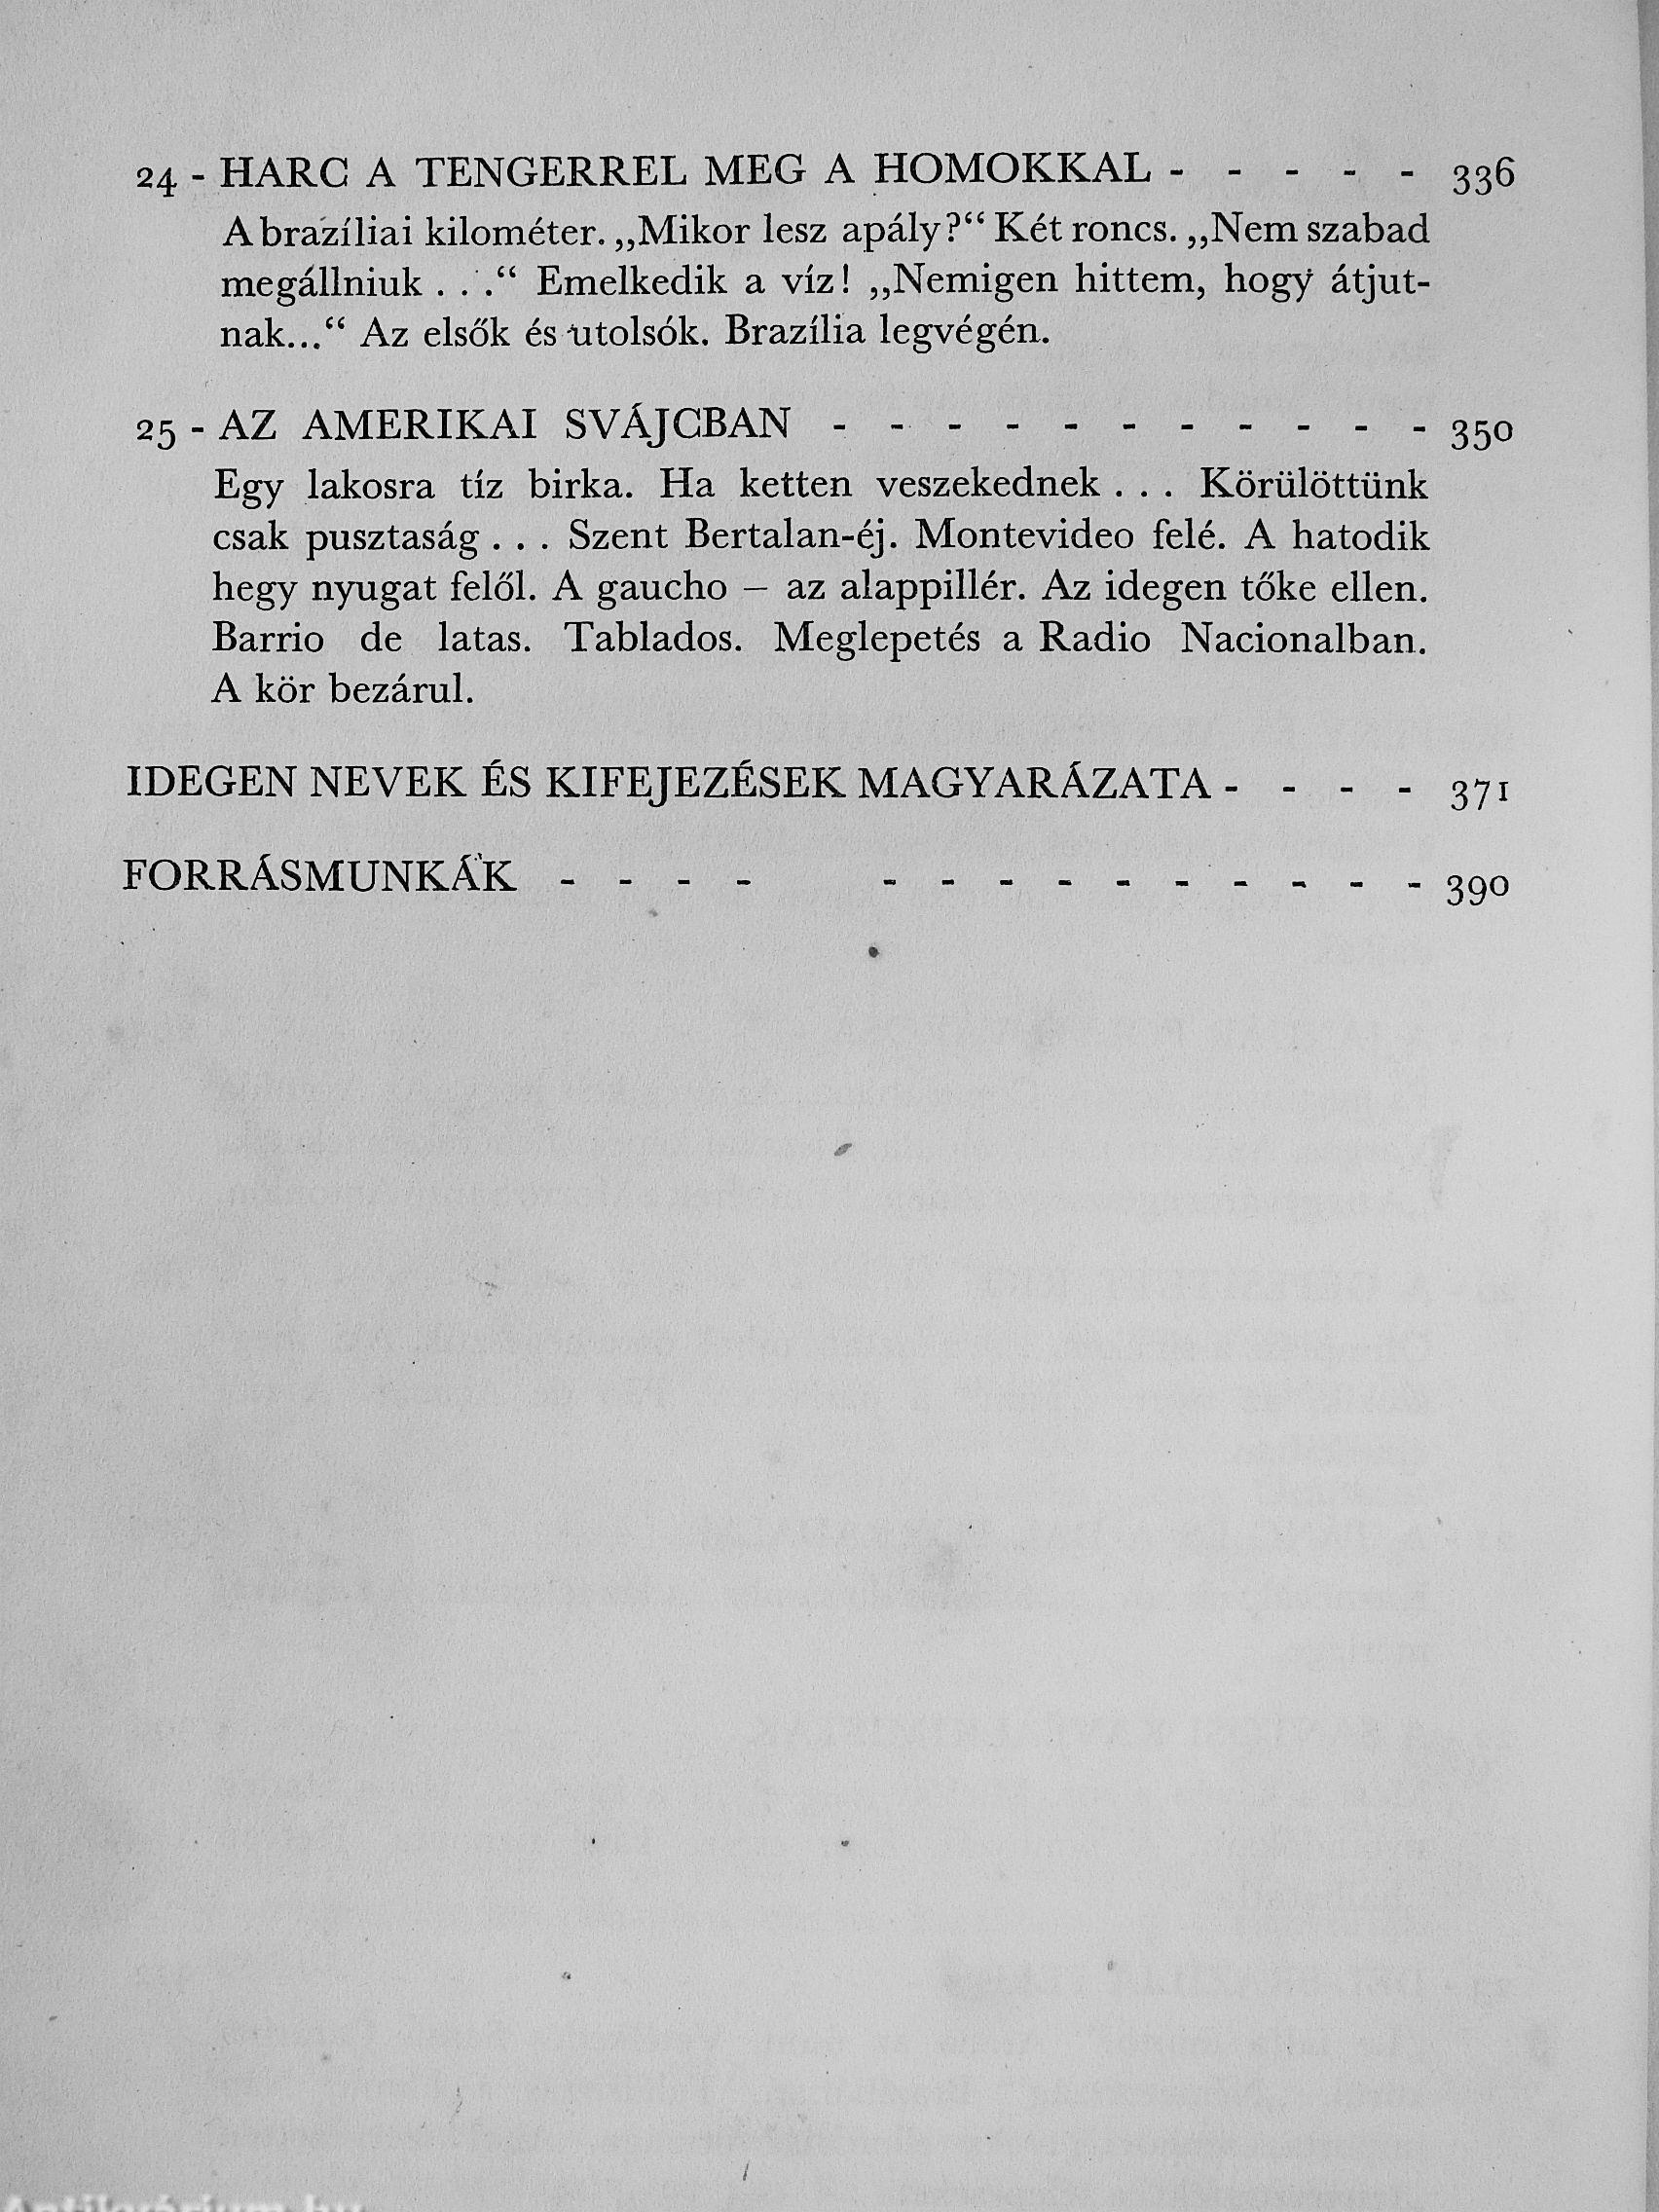 24 - HARC A TENGERREL MEG A HOMOKKAL - - - - - 336
A brazíliai kilométer. „Mikor lesz apály?“ Két roncs. „Nem szabad
megállniuk . . .“ Emelkedik a víz! „Nemigen hittem, hogy átjut-
nak...“ Az elsők és utolsók. Brazília legvégén.
25 - AZ AMERIKAI SVÁJCBAN - - - - - - - - - - - 350
Egy lakosra tíz birka. Ha ketten veszekednek . . . Körülöttünk
csak pusztaság . . . Szent Bertalan-éj. Montevideo felé. A hatodik
hegy nyugat felől. A gaucho – az alappillér. Az idegen tőke ellen.
Barrio de latas. Tablados. Meglepetés a Radio Nacionalban.
A kör bezárul.
IDEGEN NEVEK ÉS KIFEJEZÉSEK MAGYARÁZATA - - - - 371
FORRÁSMUNKÁK - - - - - - - - - - - - - - 390